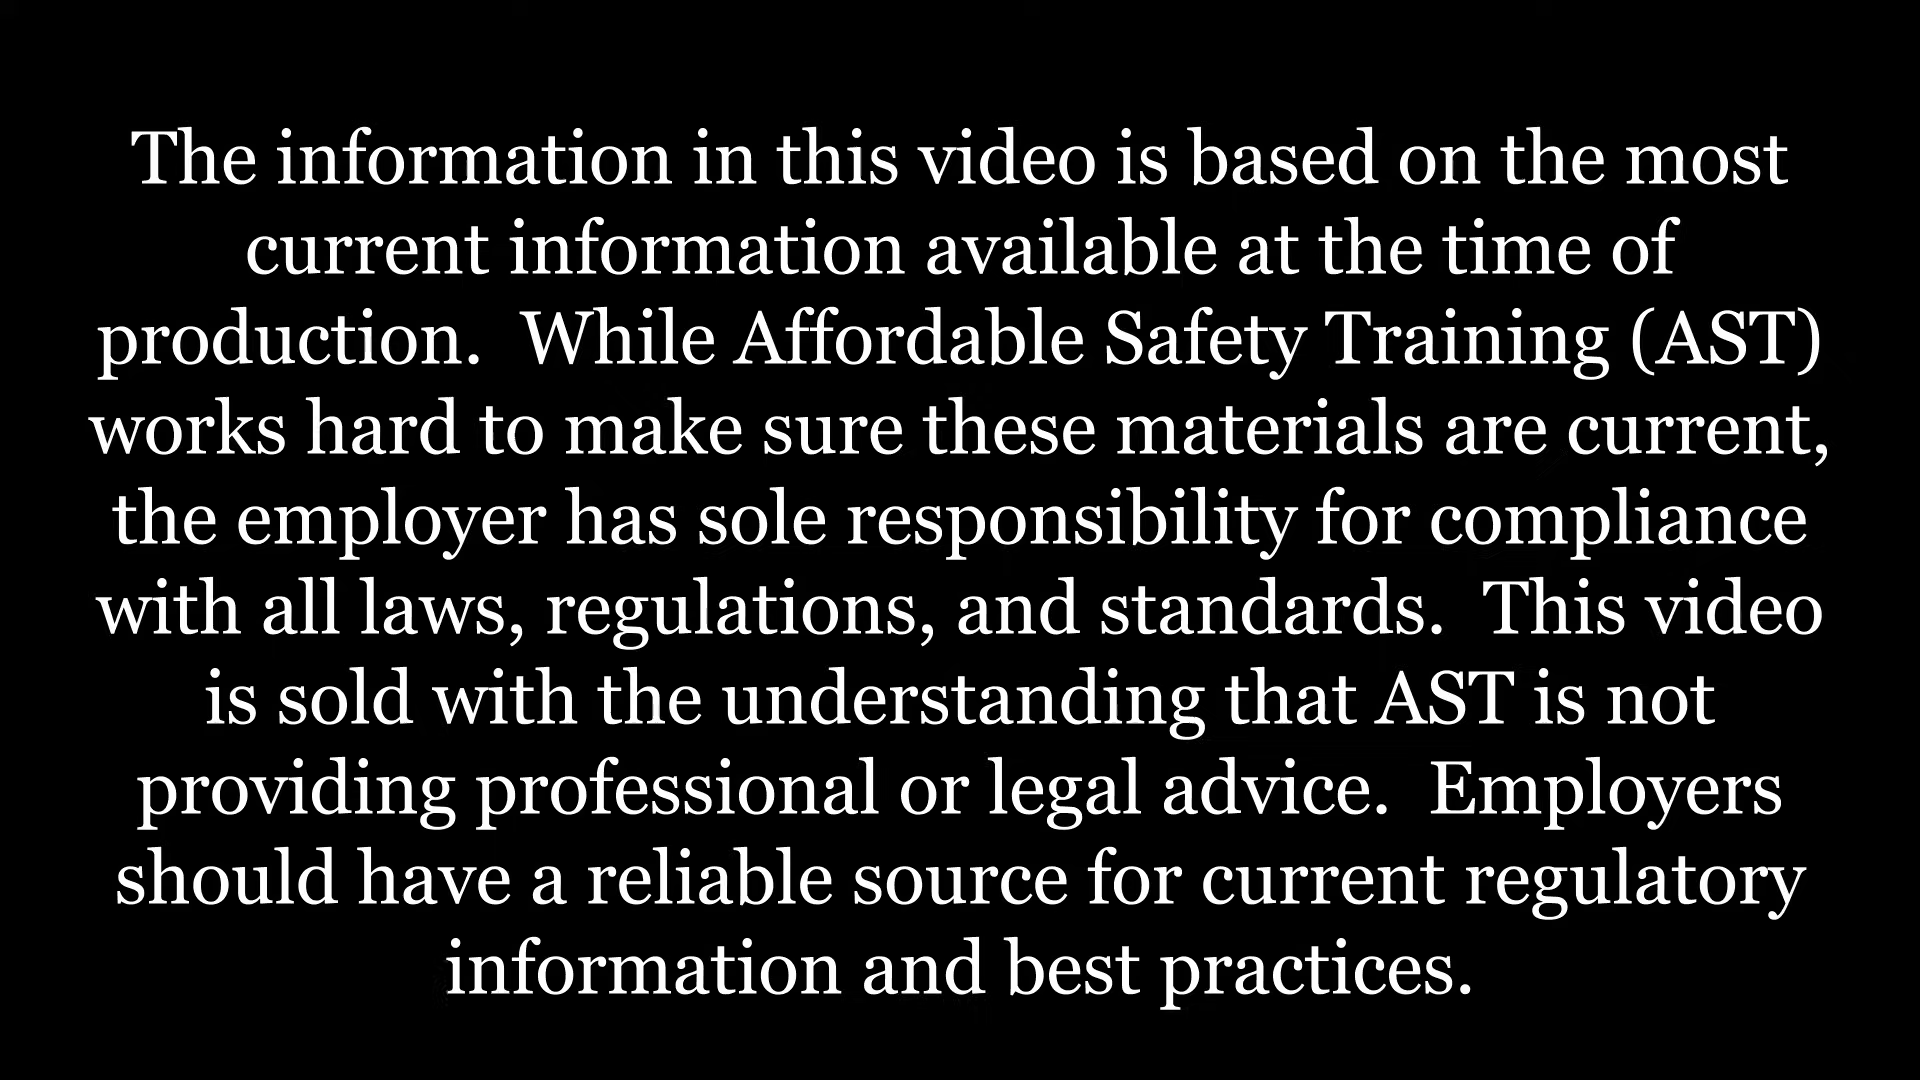 The information in this video is based on the most
current information available at the time of
production.  While Affordable Safety Training (AST)
works hard to make sure these materials are current,
the employer has sole responsibility for compliance
with all laws, regulations, and standards.  This video
is sold with the understanding that AST is not
providing professional or legal advice.  Employers
should have a reliable source for current regulatory
information and best practices.